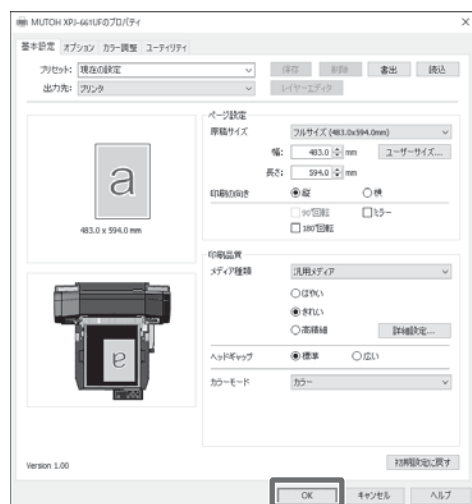 MUTOH XPJ-661UFのプロパティ
基本設定 オプション カラー調整 ユーティリティ
プリセット: 現在の設定 保存 削除 書出 読込
出力先: プリンタ レイヤーエディタ
ページ設定
原稿サイズ フルサイズ (483.0x594.0mm)
幅: 483.0 mm ユーザーサイズ...
長さ: 594.0 mm
印刷の向き 縦 横
90°回転 ミラー
180°回転
a
483.0 x 594.0 mm
印刷品質
メディア種類 汎用メディア
はやい
きれい
高精細 詳細設定...
ヘッドギャップ 標準 広い
カラーモード カラー
a
Version 1.00
初期設定に戻す
OK キャンセル ヘルプ